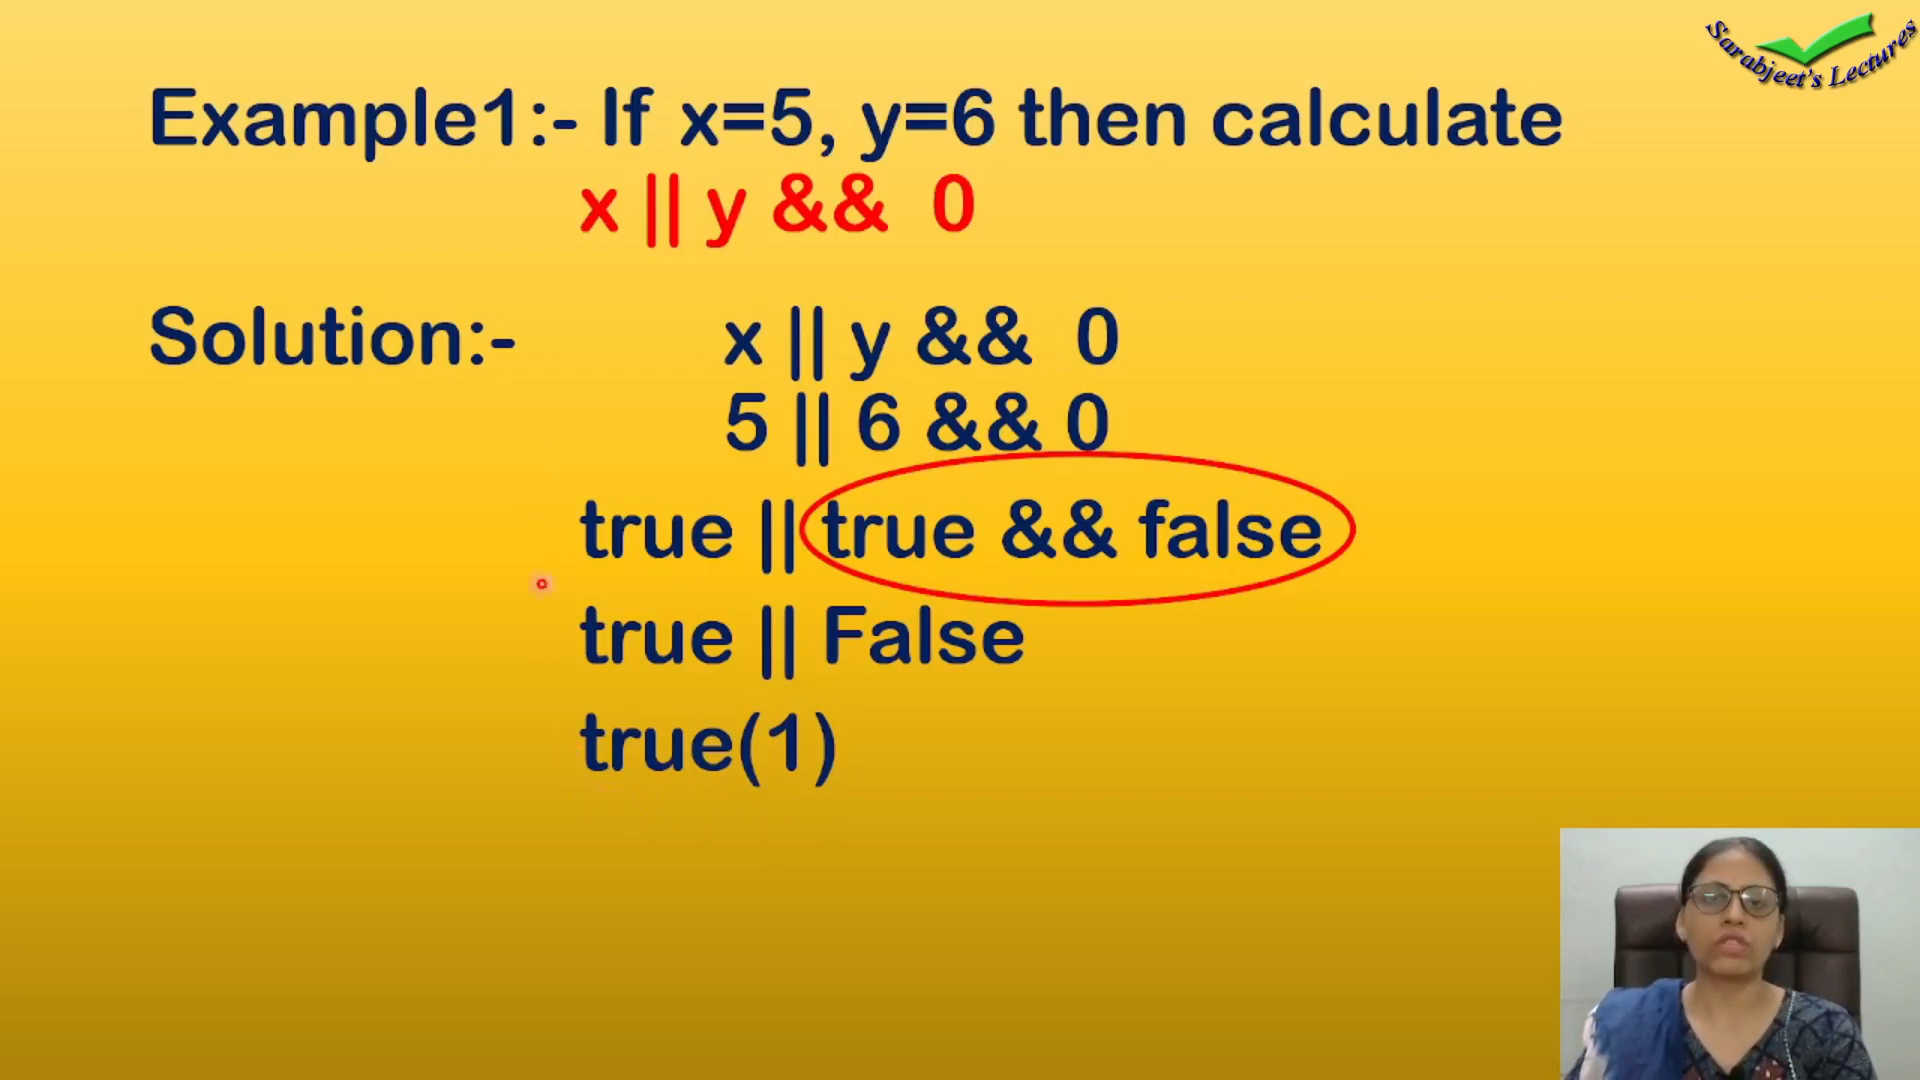 Sarabjeet's Lectures
Example1:- If x=5, y=6 then calculate
x || y && 0
Solution:- x || y && 0
5 || 6 && 0
true || true && false
true || False
true(1)